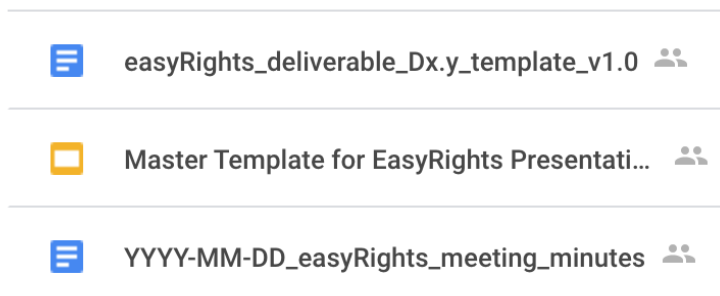 easyRights_deliverable_Dx.y_template_v1.0
Master Template for EasyRights Presentati...
YYYY-MM-DD_easyRights_meeting_minutes